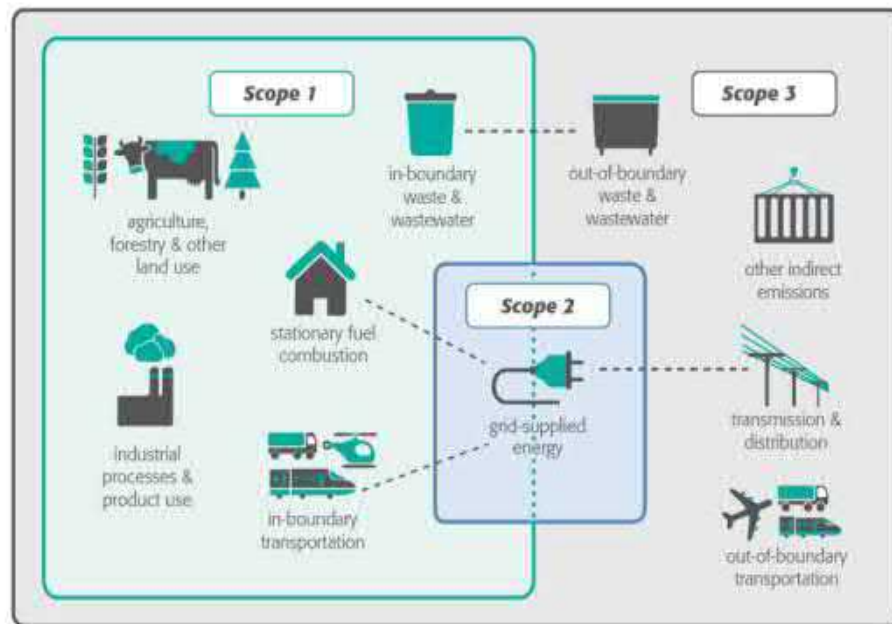 Scope 1
Scope 3
in-boundary
waste &
wastewater
out-of-boundary
waste &
wastewater
agriculture,
forestry & other
land use
other indirect
emissions
Scope 2
stationary fuel
combustion
grid-supplied
energy
transmission &
distribution
industrial
processes &
product use
in-boundary
transportation
out-of-boundary
transportation